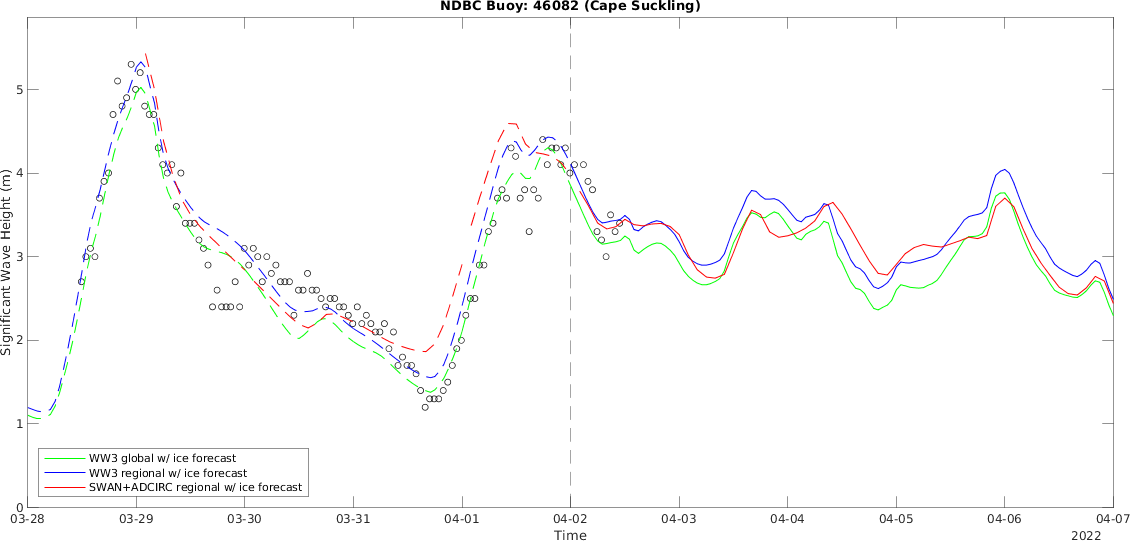 NDBC Buoy: 46082 (Cape Suckling)
Significant Wave Height (m)
5
4
3
2
1
0
WW3 global w/ ice forecast
WW3 regional w/ ice forecast
SWAN+ADCIRC regional w/ ice forecast
03-28 03-29 03-30 03-31 04-01 04-02 04-03 04-04 04-05 04-06 04-07
Time
2022